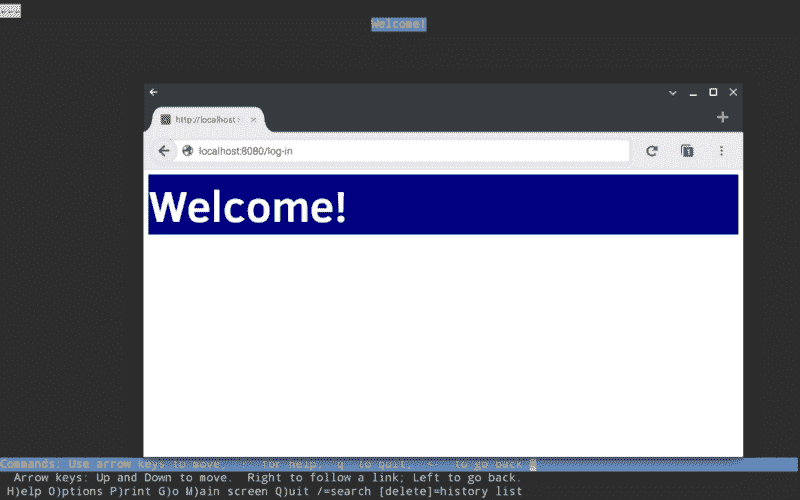 Welcome!
http://localhost
localhost:8080/log-in
1
Welcome!
Commands: Use arrow keys to move, '?' for help, 'q' to quit, '<-' to go back
Arrow keys: Up and Down to move. Right to follow a link; Left to go back.
H)elp O)ptions P)rint G)o M)ain screen Q)uit /=search [delete]=history list